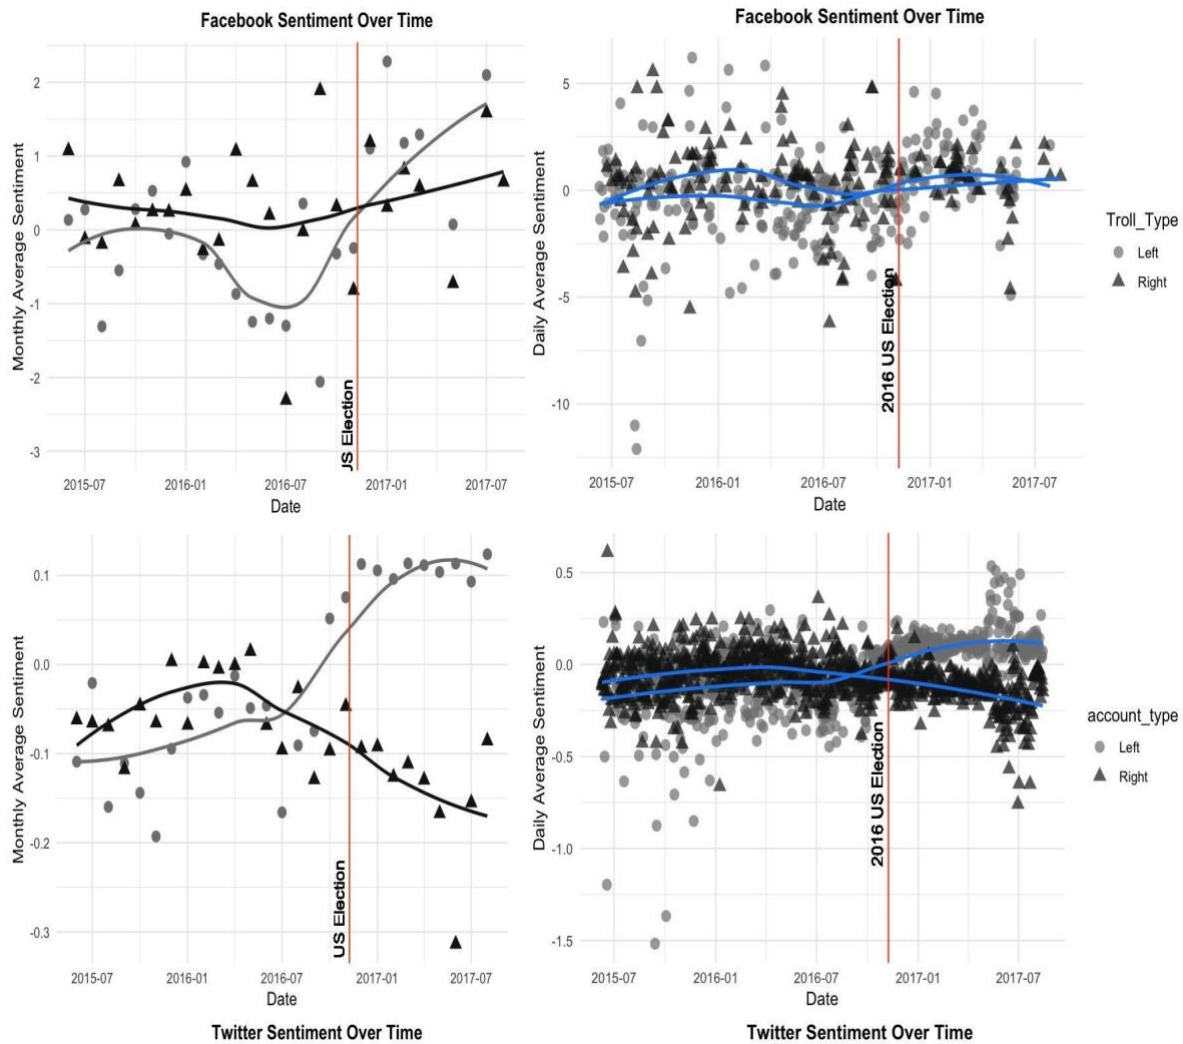 Facebook Sentiment Over Time
Monthly Average Sentiment
2
1
0
-1
-2
-3
US Election
2015-07 2016-01 2016-07 2017-01 2017-07
Date
Facebook Sentiment Over Time
Daily Average Sentiment
5
0
-5
-10
2016 US Election
2015-07 2016-01 2016-07 2017-01 2017-07
Date
Troll_Type
Left
Right
Monthly Average Sentiment
0.1
0.0
-0.1
-0.2
-0.3
US Election
2015-07 2016-01 2016-07 2017-01 2017-07
Date
Twitter Sentiment Over Time
Daily Average Sentiment
0.5
0.0
-0.5
-1.0
-1.5
2016 US Election
2015-07 2016-01 2016-07 2017-01 2017-07
Date
Twitter Sentiment Over Time
account_type
Left
Right